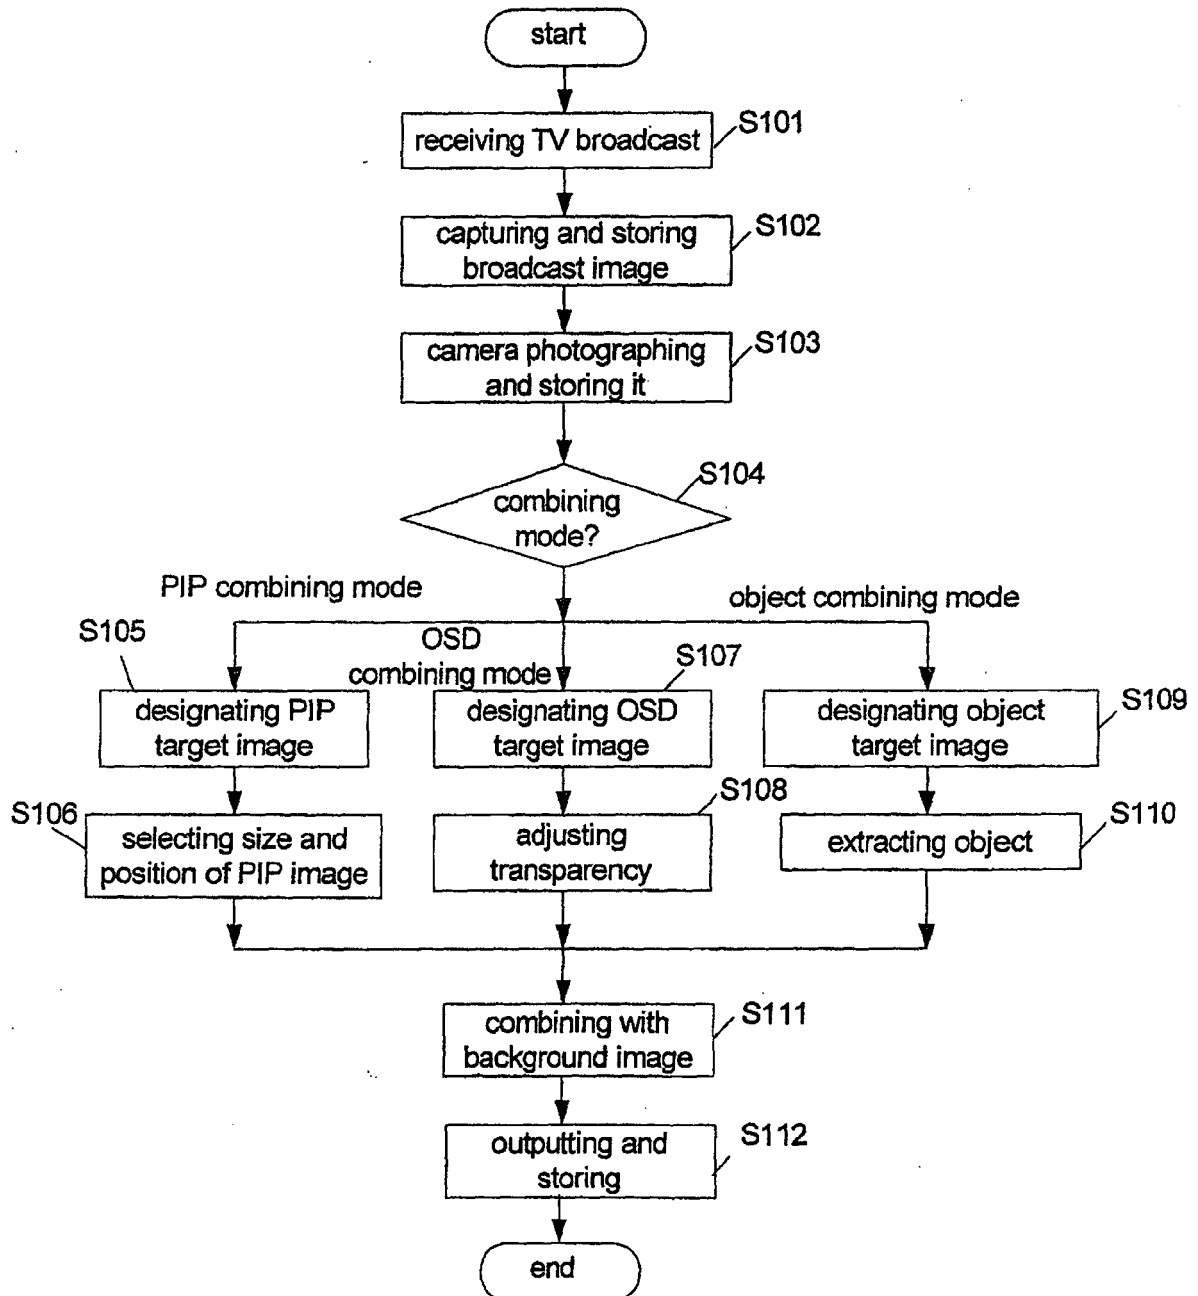 start
receiving TV broadcast
S101
capturing and storing
broadcast image
S102
camera photographing
and storing it
S103
combining
mode?
S104
PIP combining mode
OSD
combining mode
object combining mode
S105
designating PIP
target image
S107
designating OSD
target image
S109
designating object
target image
S106
selecting size and
position of PIP image
S108
adjusting
transparency
S110
extracting object
S111
combining with
background image
S112
outputting and
storing
end